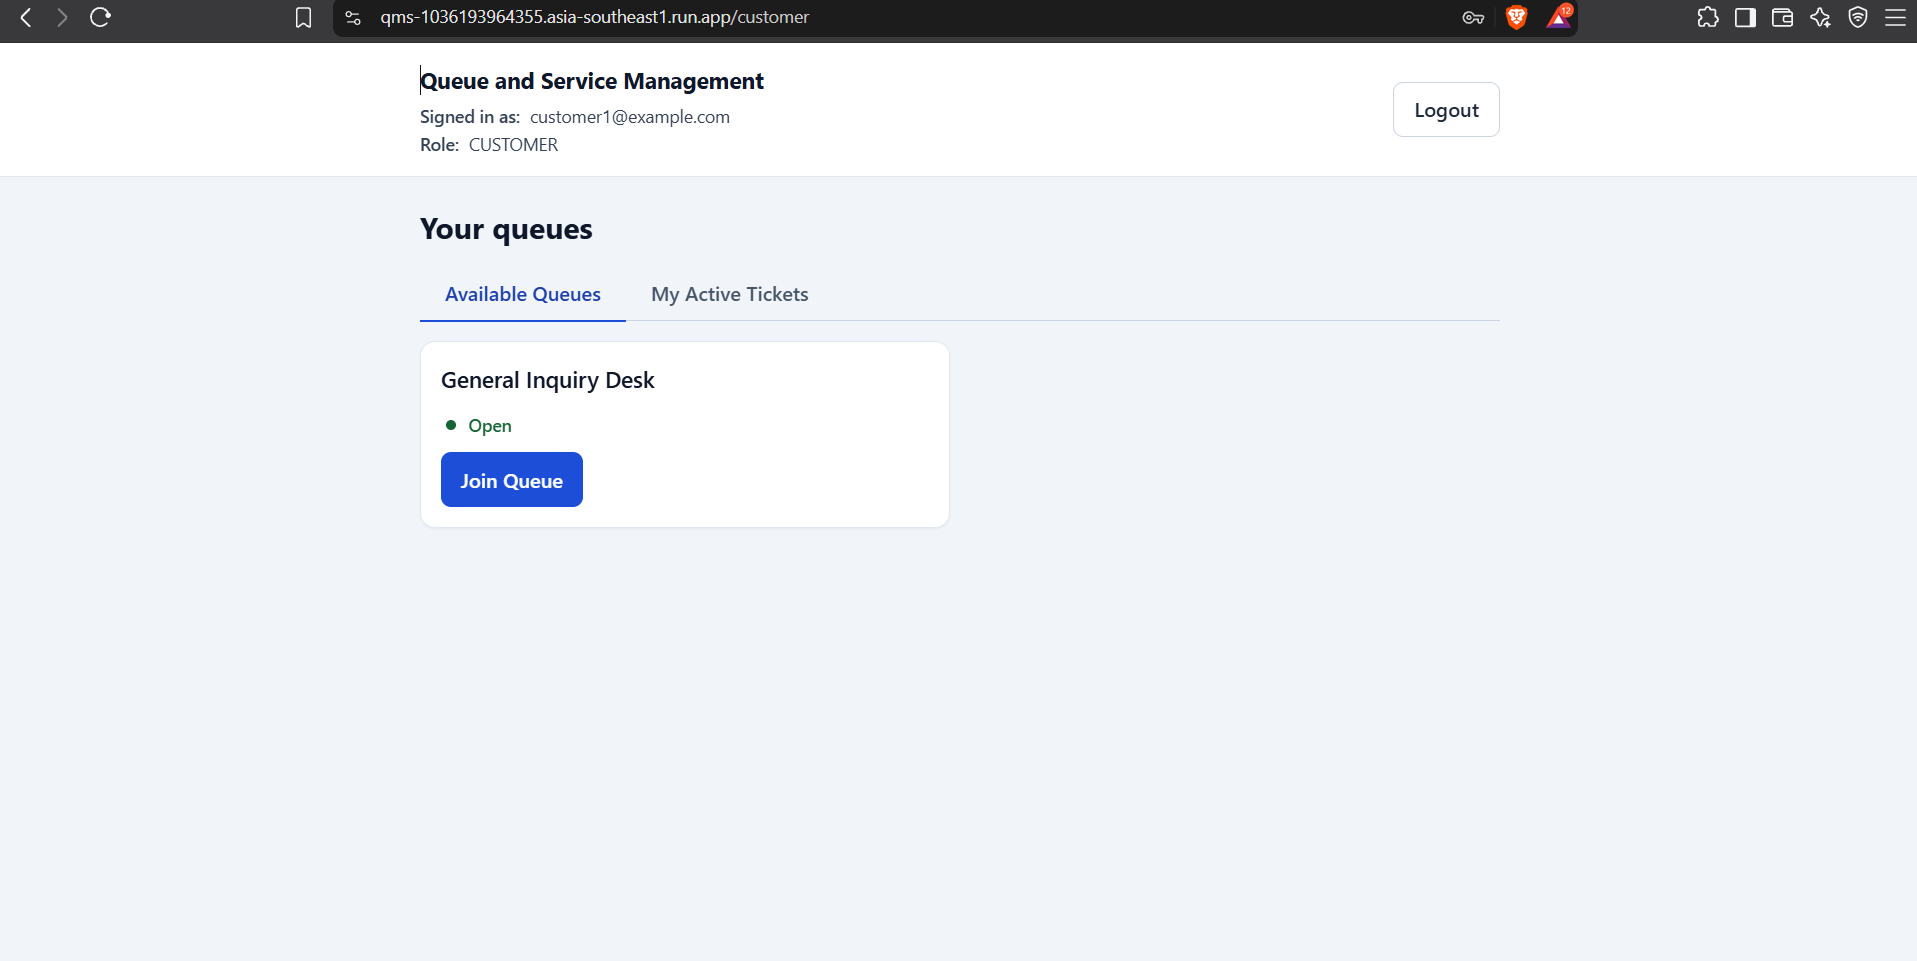 qms-1036193964355.asia-southeast1.run.app/customer
12
Queue and Service Management
Signed in as: customer1@example.com
Role: CUSTOMER
Logout
Your queues
Available Queues
My Active Tickets
General Inquiry Desk
Open
Join Queue